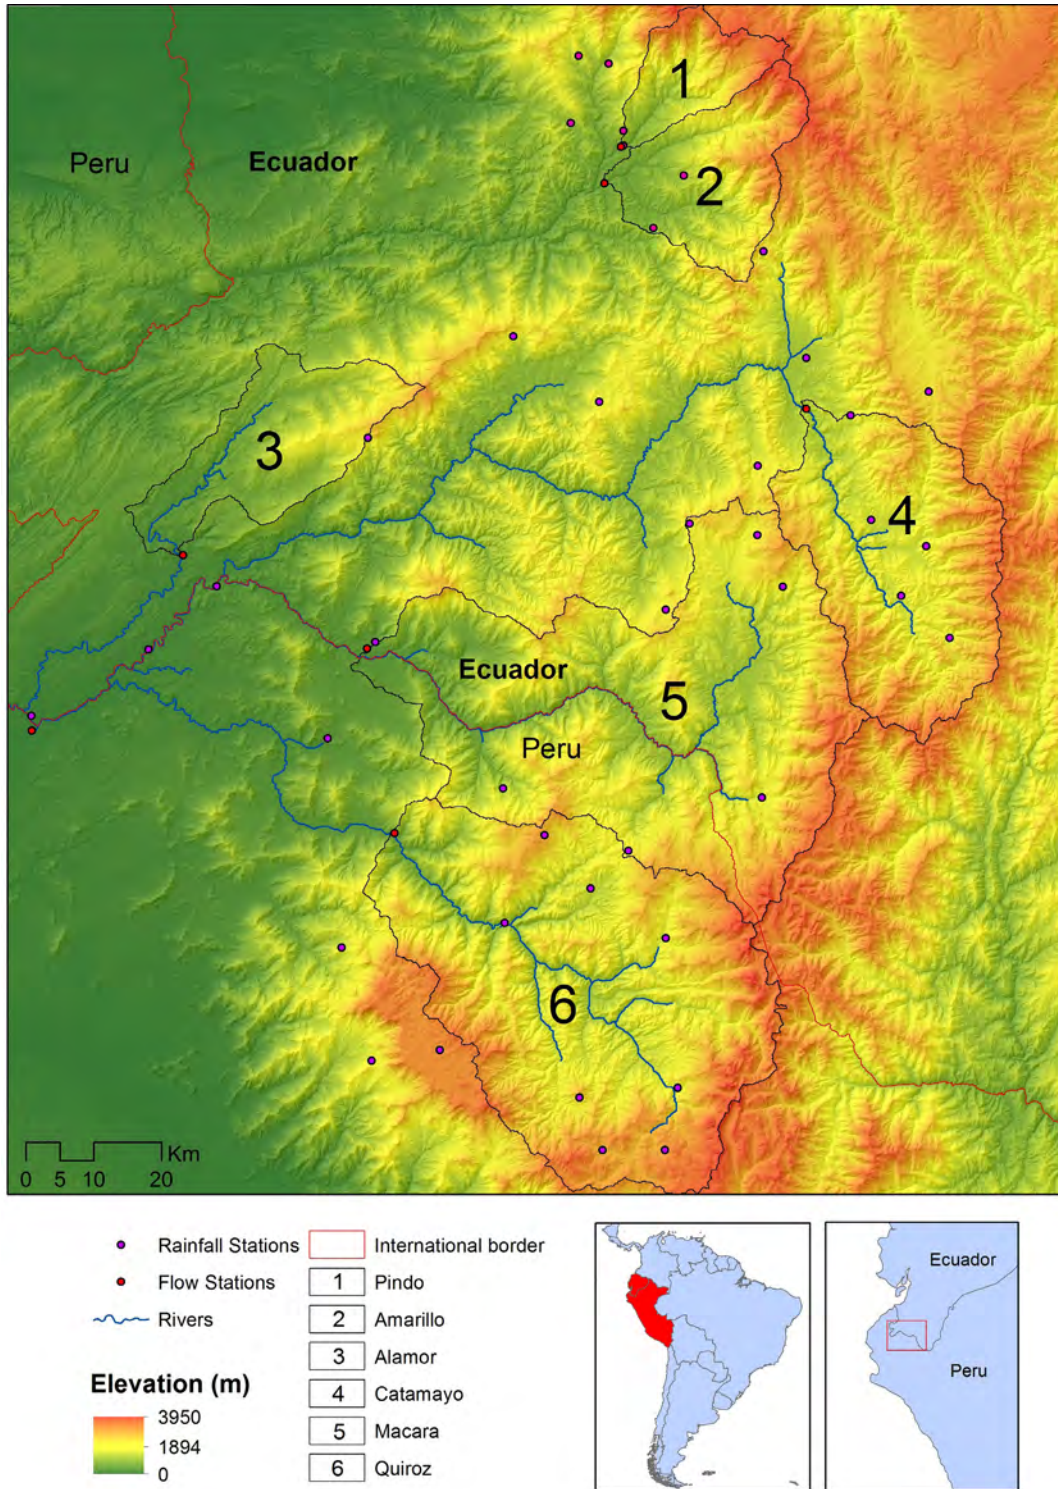 1
Peru
Ecuador
2
3
4
Ecuador
5
Peru
6
Km
0 5 10 20
Rainfall Stations
Flow Stations
Rivers
Elevation (m)
3950
1894
0
International border
1 Pindo
2 Amarillo
3 Alamor
4 Catamayo
5 Macara
6 Quiroz
Ecuador
Peru